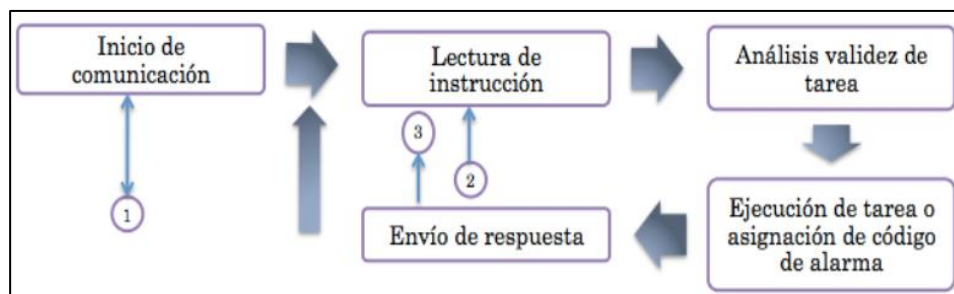 Inicio de
comunicación
Lectura de
instrucción
Análisis validez de
tarea
3
2
1
Envío de respuesta
Ejecución de tarea o
asignación de código
de alarma